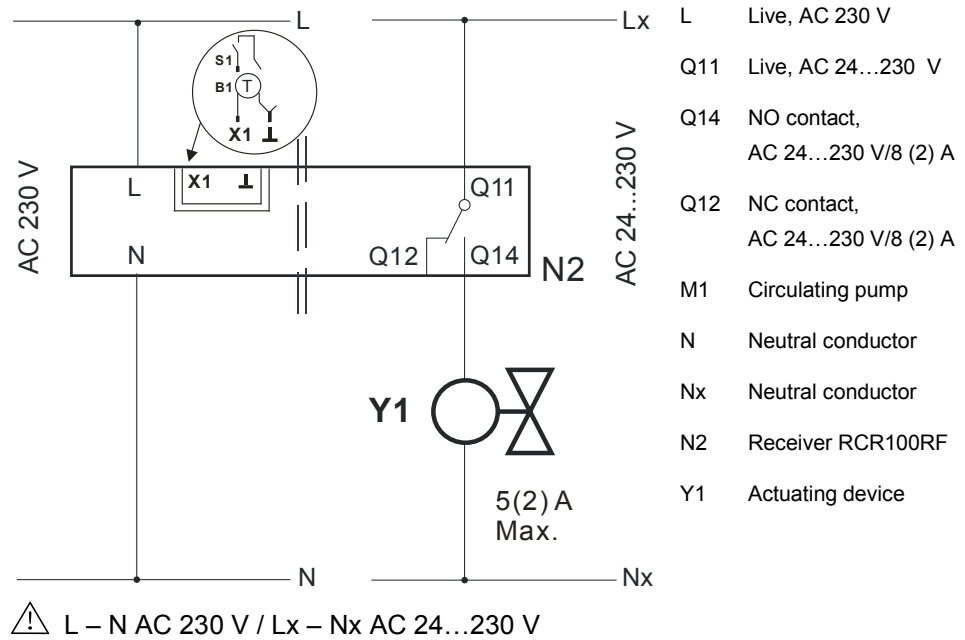 L
Lx
S1
B1 T
X1
AC 230 V
L
X1
Q11
N
Q12
Q14
N2
AC 24...230 V
Y1
5(2) A
Max.
N
Nx
L Live, AC 230 V
Q11 Live, AC 24…230 V
Q14 NO contact,
AC 24…230 V/8 (2) A
Q12 NC contact,
AC 24…230 V/8 (2) A
M1 Circulating pump
N Neutral conductor
Nx Neutral conductor
N2 Receiver RCR100RF
Y1 Actuating device
L – N AC 230 V / Lx – Nx AC 24…230 V